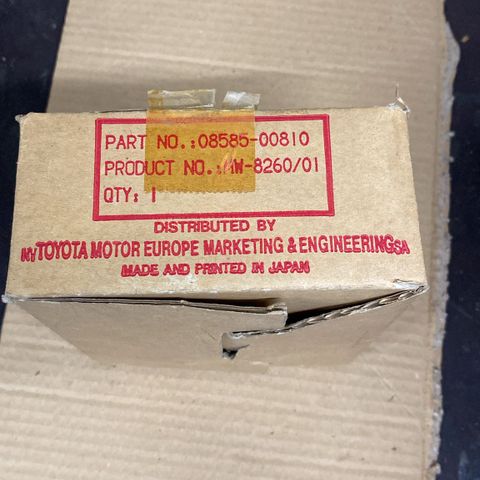 PART NO.:08585-00810
PRODUCT NO.:MW-8260/01
QTY: 1
DISTRIBUTED BY
NV TOYOTA MOTOR EUROPE MARKETING & ENGINEERING SA
MADE AND PRINTED IN JAPAN